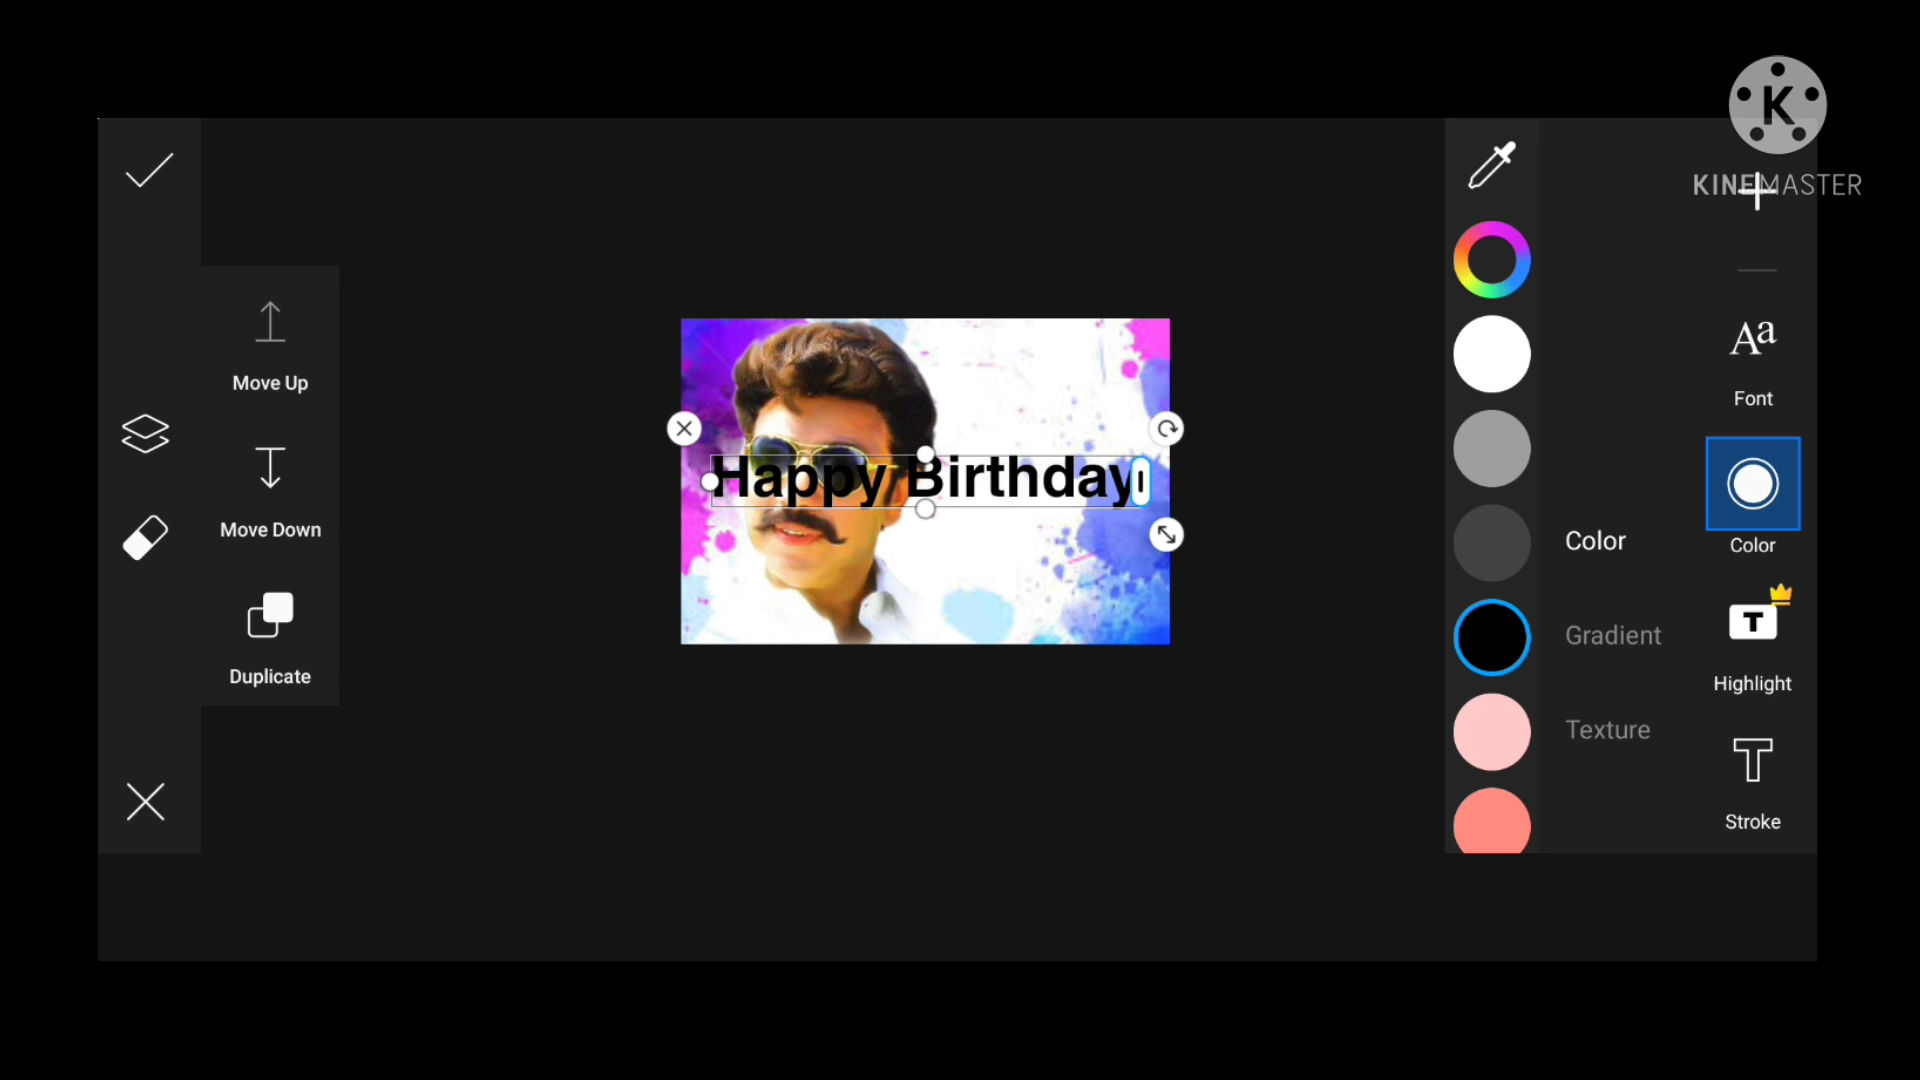 KINEMASTER
Move Up
Move Down
Duplicate
Happy Birthday
Color
Gradient
Texture
Font
Color
Highlight
Stroke